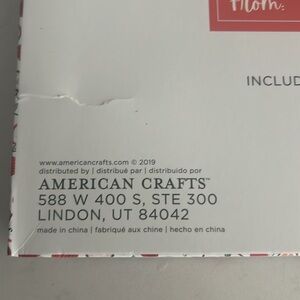 Mom.
INCLUD
www.americancrafts.com © 2019
distributed by | distribué par | distribuido por
AMERICAN CRAFTS™
588 W 400 S, STE 300
LINDON, UT 84042
made in china | fabriqué aux chine | hecho en china